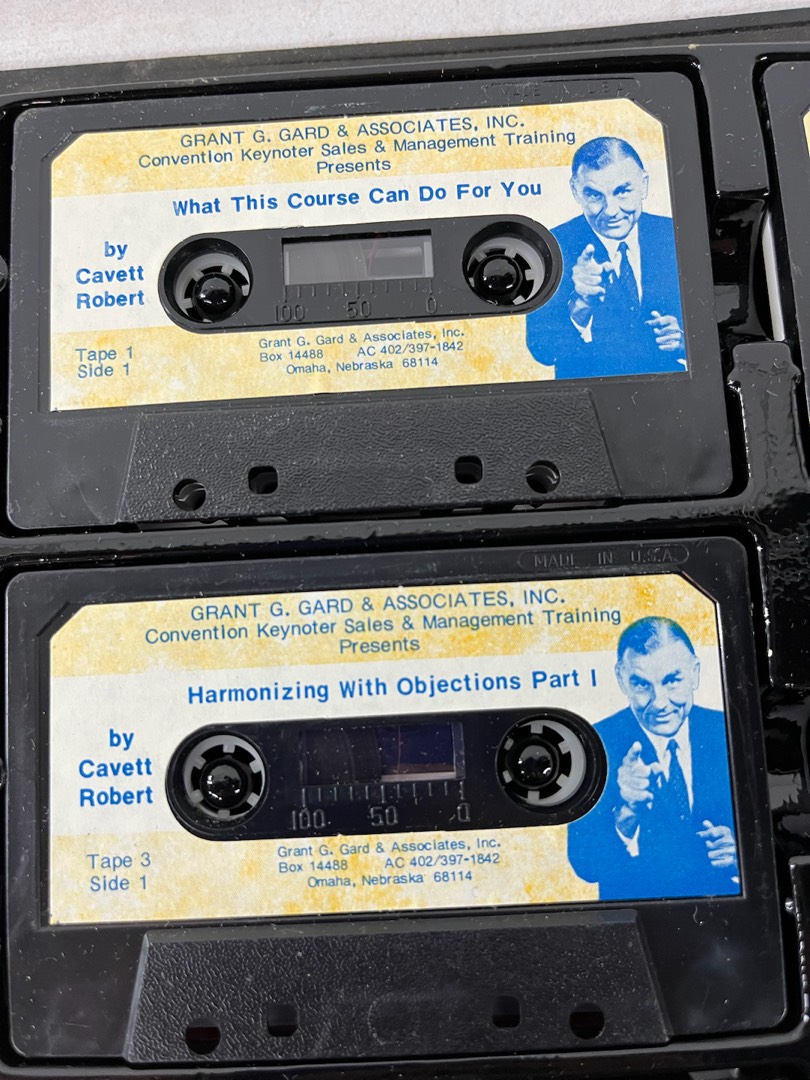 MADE IN U.S.A.
GRANT G. GARD & ASSOCIATES, INC.
Convention Keynoter Sales & Management Training
Presents
What This Course Can Do For You
by
Cavett
Robert
100 50 0
Tape 1
Side 1
Grant G. Gard & Associates, Inc.
Box 14488 AC 402/397-1842
Omaha, Nebraska 68114
MADE IN U.S.A.
GRANT G. GARD & ASSOCIATES, INC.
Convention Keynoter Sales & Management Training
Presents
Harmonizing With Objections Part I
by
Cavett
Robert
100 50 0
Tape 3
Side 1
Grant G. Gard & Associates, Inc.
Box 14488 AC 402/397-1842
Omaha, Nebraska 68114